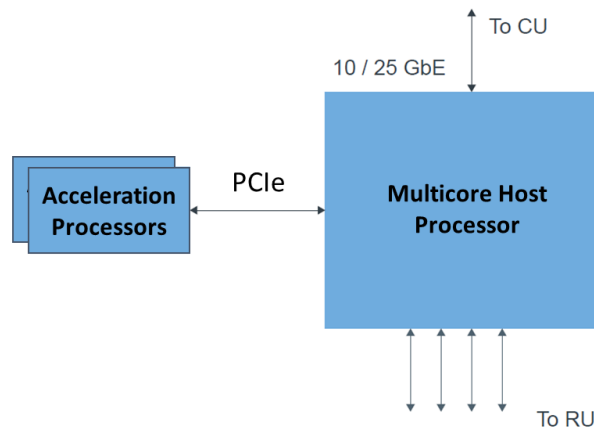 To CU
10 / 25 GbE
PCIe
Acceleration
Processors
Multicore Host
Processor
To RU